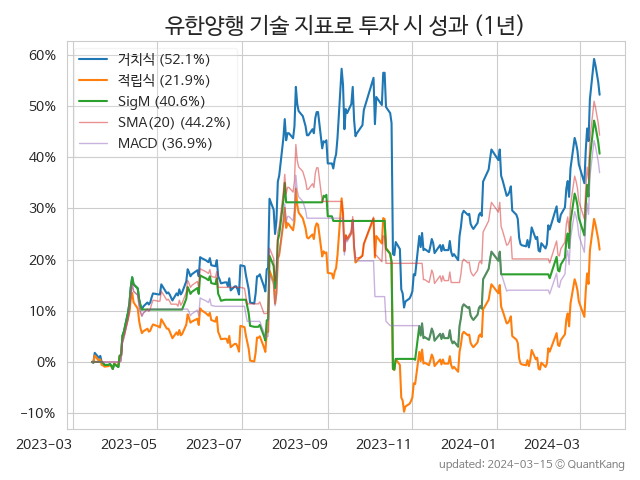 유한양행 기술 지표로 투자 시 성과 (1년)
60%
50%
40%
30%
20%
10%
0%
−10%
거치식 (52.1%)
적립식 (21.9%)
SigM (40.6%)
SMA(20) (44.2%)
MACD (36.9%)
2023-03
2023-05
2023-07
2023-09
2023-11
2024-01
2024-03
updated: 2024-03-15 © QuantKang